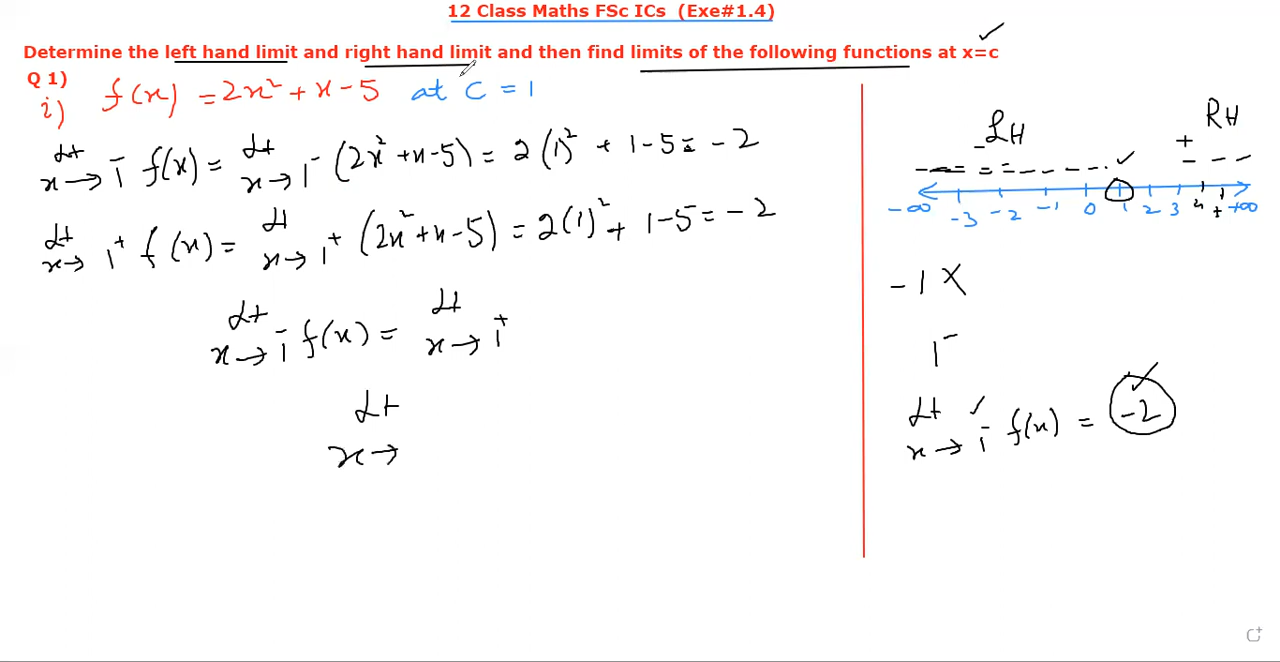 12 Class Maths FSc ICs (Exe#1.4)
Determine the left hand limit and right hand limit and then find limits of the following functions at x=c
Q 1)
i) f(x) = 2x² + x - 5 at c = 1
Lt x→1⁻ f(x) = Lt x→1⁻ (2x² + x - 5) = 2(1)² + 1 - 5 = -2
Lt x→1⁺ f(x) = Lt x→1⁺ (2x² + x - 5) = 2(1)² + 1 - 5 = -2
Lt x→1⁻ f(x) = Lt x→1⁺
Lt x→
LH RH
- +
-∞ -3 -2 -1 0 1 2 3 4 +∞
-1 X
1⁻
Lt x→1⁻ f(x) = -2